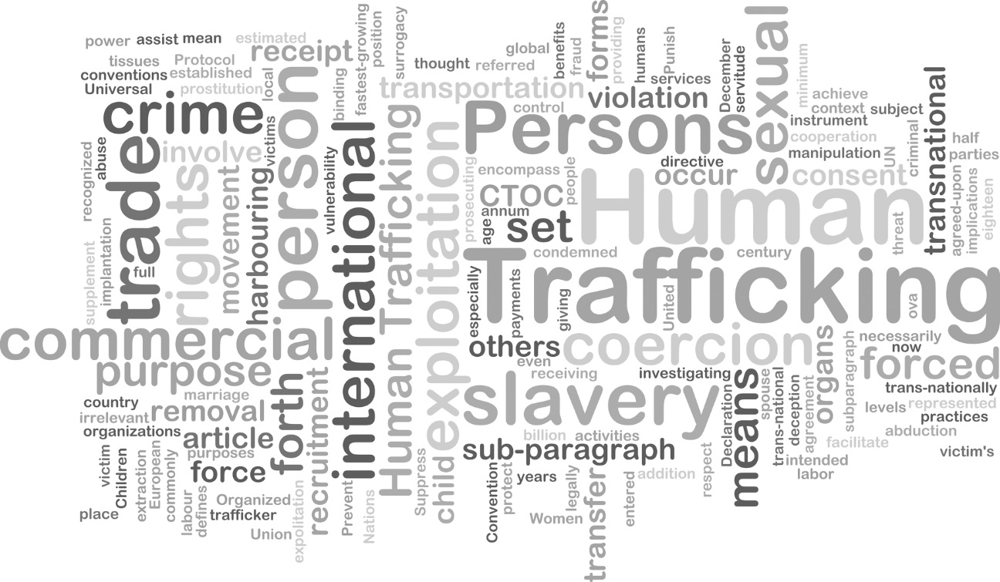 power
assist
mean
estimated
receipt
fastest-growing
position
surrogacy
tissues
Protocol
conventions
established
Universal
prostitution
local
binding
thought
referred
global
benefits
fraud
forms
providing
humans
Punish
services
December
servitude
sexual
minimum
achieve
context
subject
instrument
cooperation
manipulation
UN
criminal
transnational
half
parties
transportation
control
violation
crime
person
Persons
recognized
abuse
trade
involve
victims
rights
movement
harbouring
vulnerability
international
Human Trafficking
exploitation
prosecuting
encompass
people
directive
occur
consent
CTOC
annum
age
set
Human
threat
agreed-upon
implications
eighteen
supplement
implantation
full
condemned
century
Trafficking
especially
payments
giving
United
ova
commercial
purpose
others
coercion
even
receiving
investigating
organs
subparagraph
necessarily
now
forced
trans-nationally
levels
represented
practices
abduction
victim's
marriage
country
irrelevant
removal
organizations
article
purposes
force
forth
recruitment
slavery
means
Declaration
spouse
trans-national
deception
agreement
facilitate
intended
labor
billion
activities
sub-paragraph
respect
addition
victim
Children
extraction
European
commonly
place
labour
defines
Organized
trafficker
Union
expolitation
Prevent
Nations
Suppress
child
Convention
protect
years
Women
legally
transfer
entered